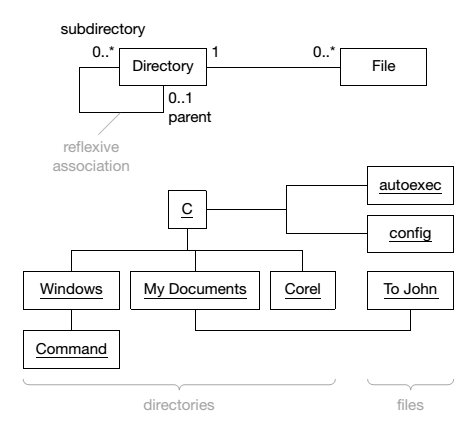 subdirectory
0..* Directory 1 0..* File
0..1
parent
reflexive
association
autoexec
C
config
Windows My Documents Corel To John
Command
directories files